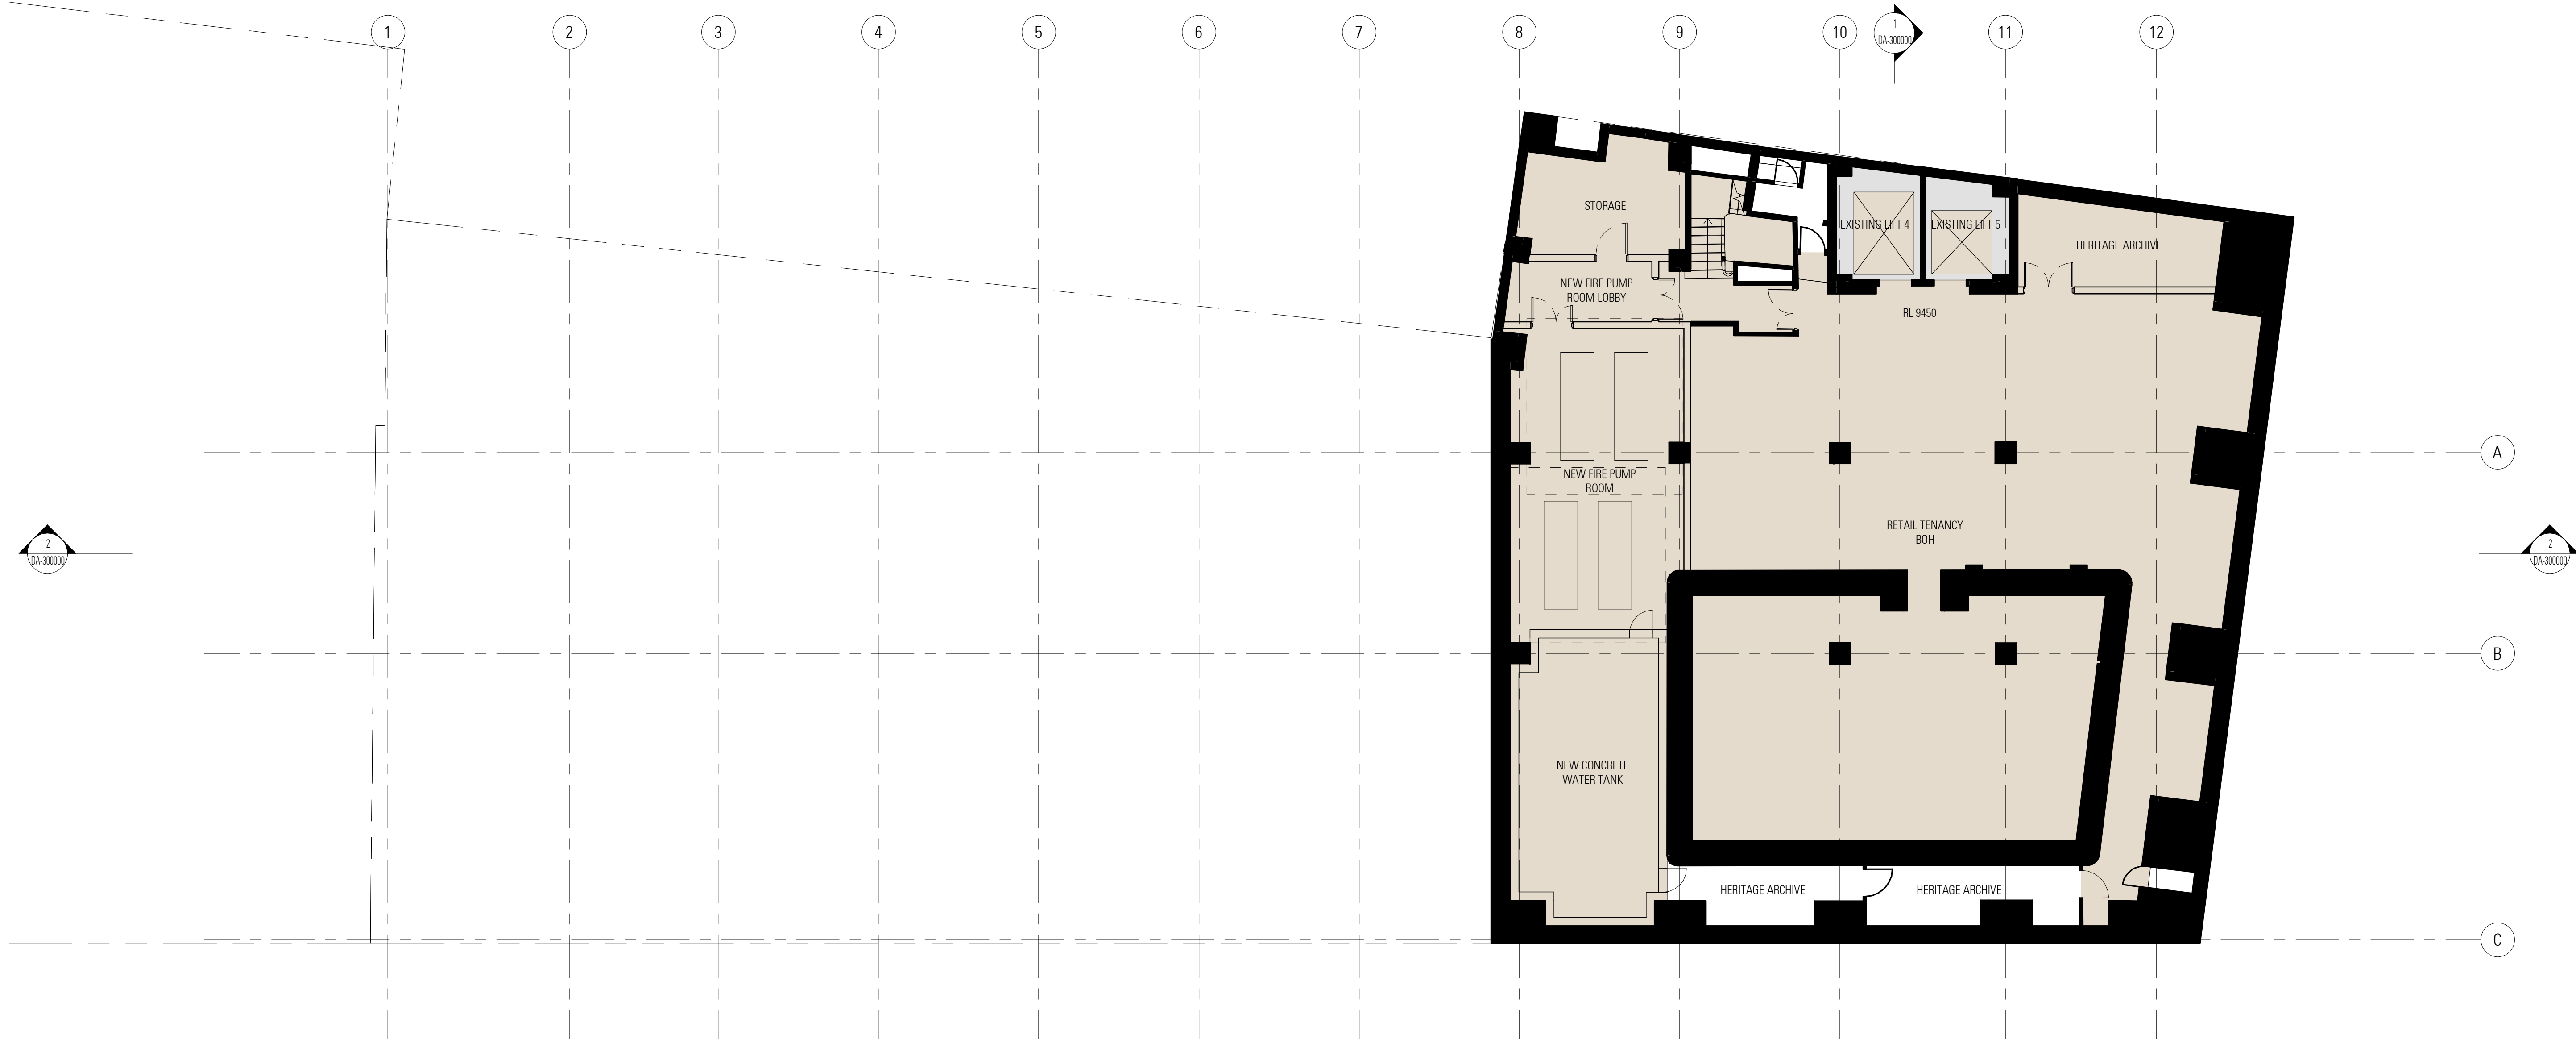 1
2
3
4
5
6
7
8
9
10
11
12
1
DA-300000
STORAGE
EXISTING LIFT 4
EXISTING LIFT 5
HERITAGE ARCHIVE
NEW FIRE PUMP
ROOM LOBBY
RL 9450
A
NEW FIRE PUMP
ROOM
RETAIL TENANCY
BOH
2
DA-300000
2
DA-300000
B
NEW CONCRETE
WATER TANK
HERITAGE ARCHIVE
HERITAGE ARCHIVE
C